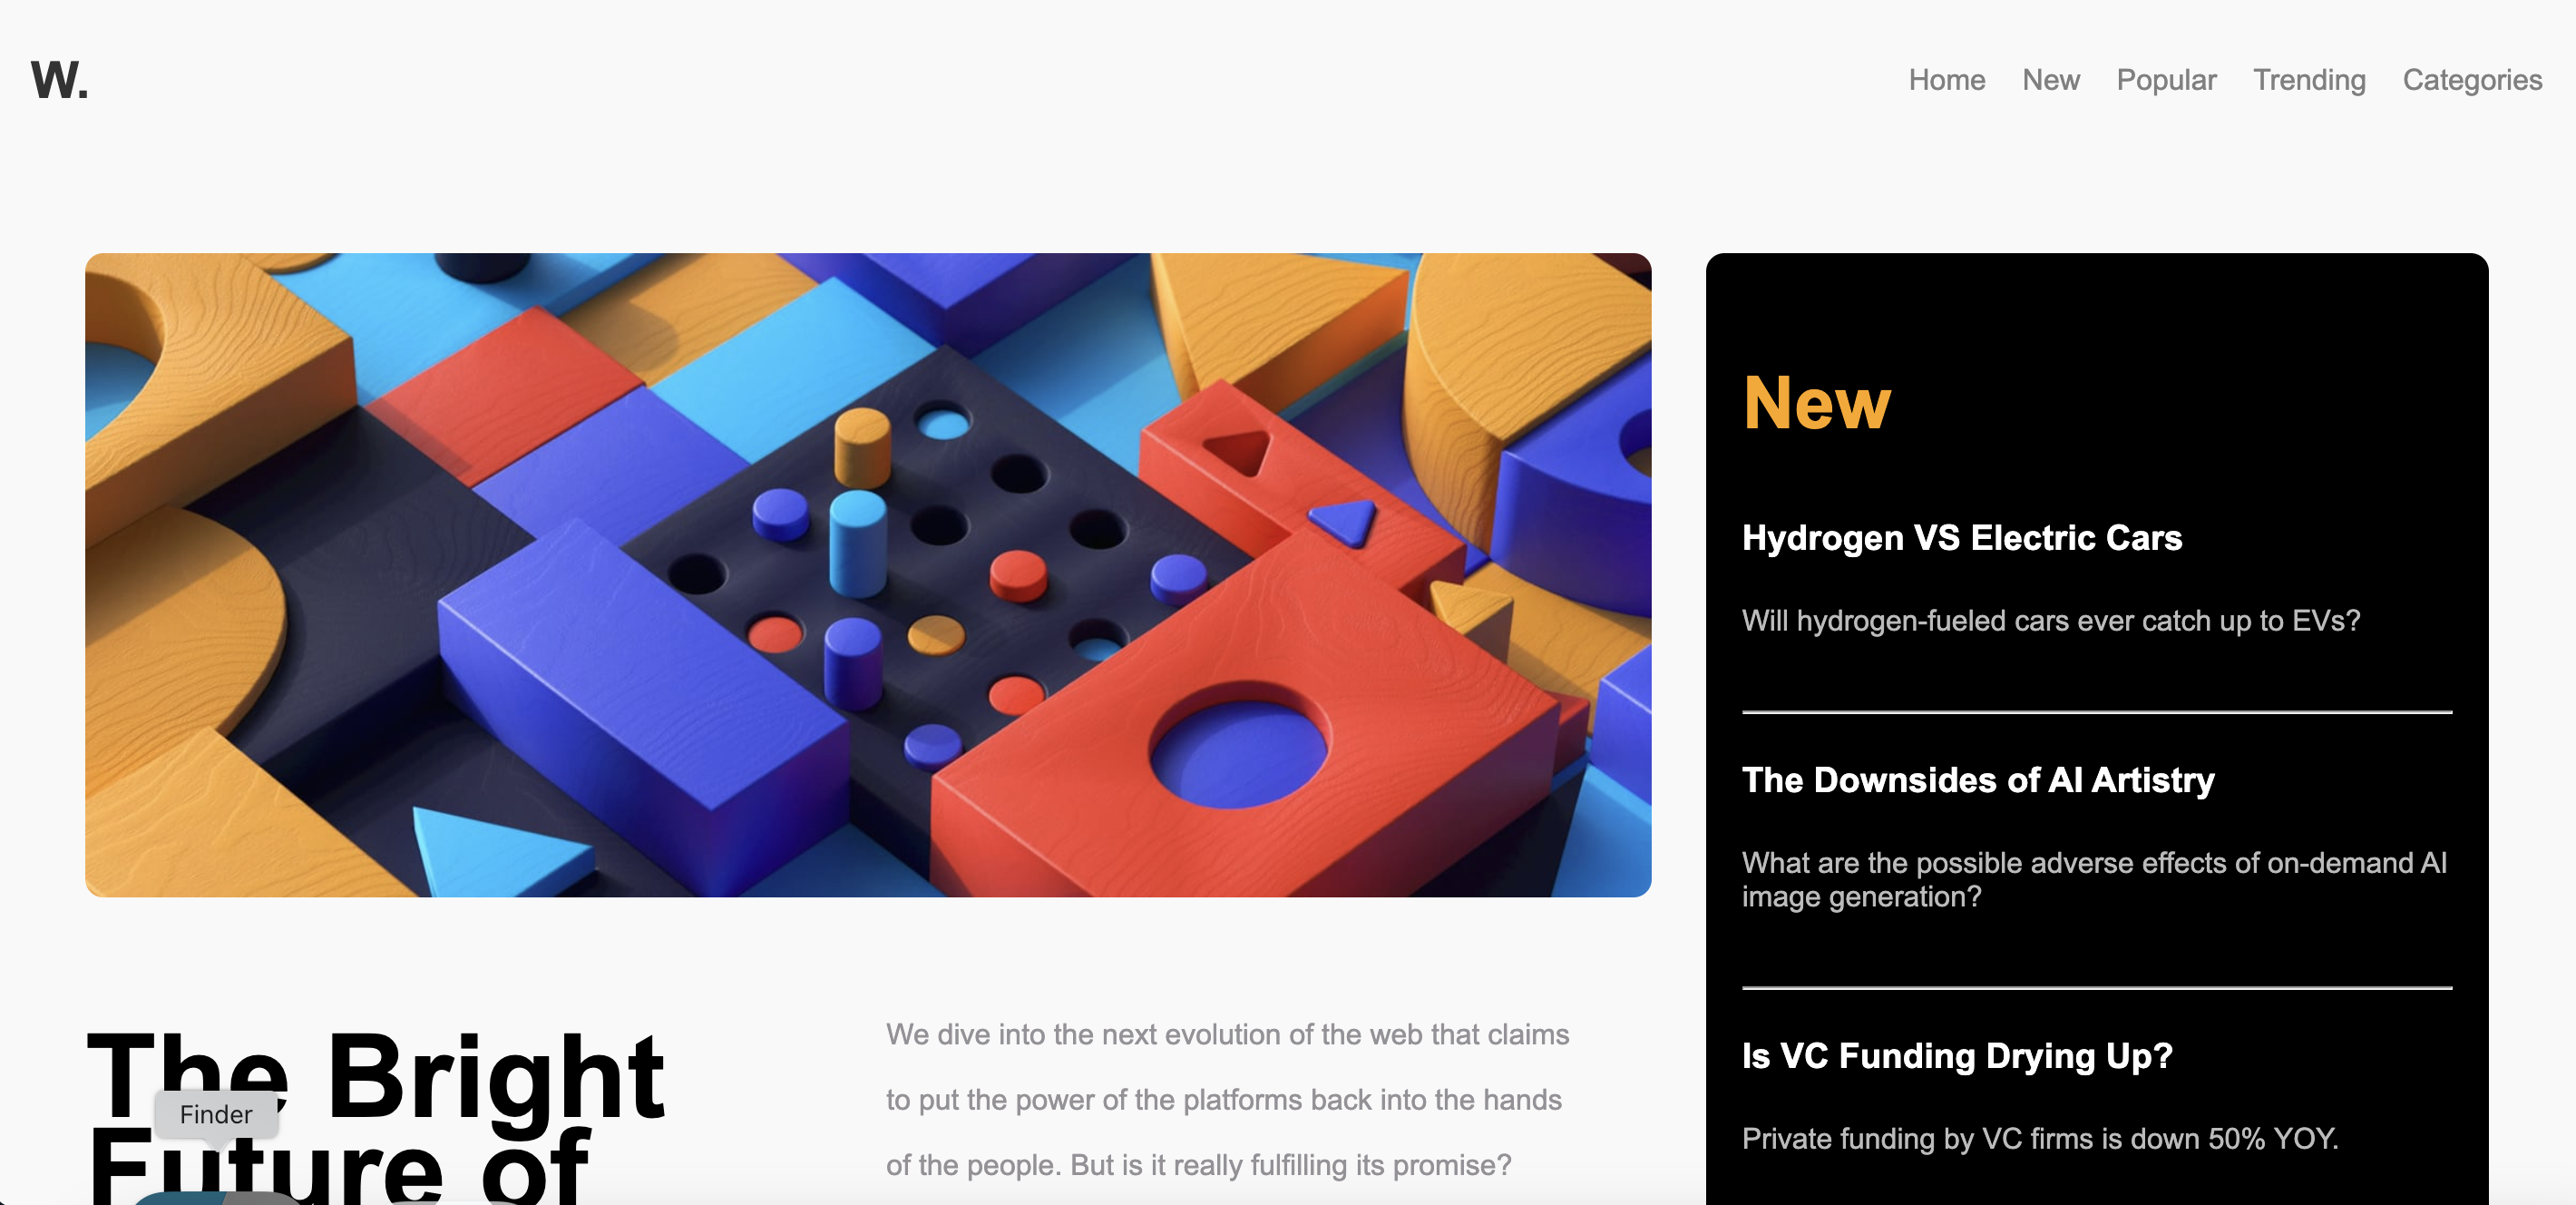 W.
Home New Popular Trending Categories
New
Hydrogen VS Electric Cars
Will hydrogen-fueled cars ever catch up to EVs?
The Downsides of AI Artistry
What are the possible adverse effects of on-demand AI
image generation?
Is VC Funding Drying Up?
Private funding by VC firms is down 50% YOY.
The Bright
Future of
We dive into the next evolution of the web that claims
to put the power of the platforms back into the hands
of the people. But is it really fulfilling its promise?
Finder